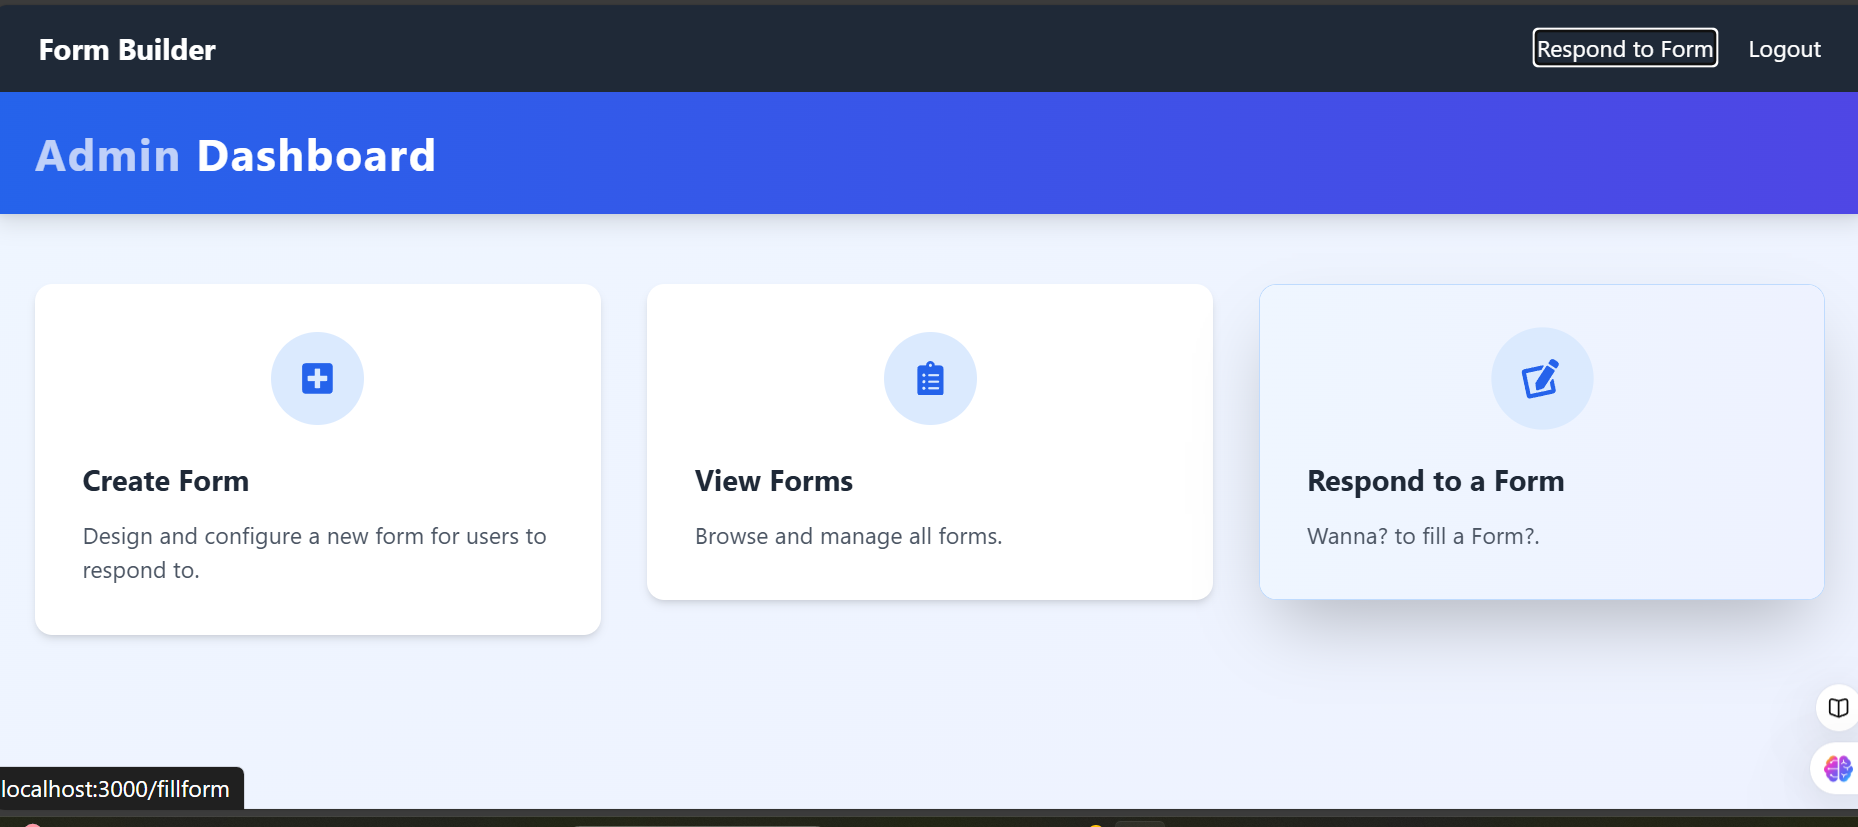 Form Builder
Respond to Form
Logout
Admin Dashboard
Create Form
Design and configure a new form for users to
respond to.
View Forms
Browse and manage all forms.
Respond to a Form
Wanna? to fill a Form?.
localhost:3000/fillform